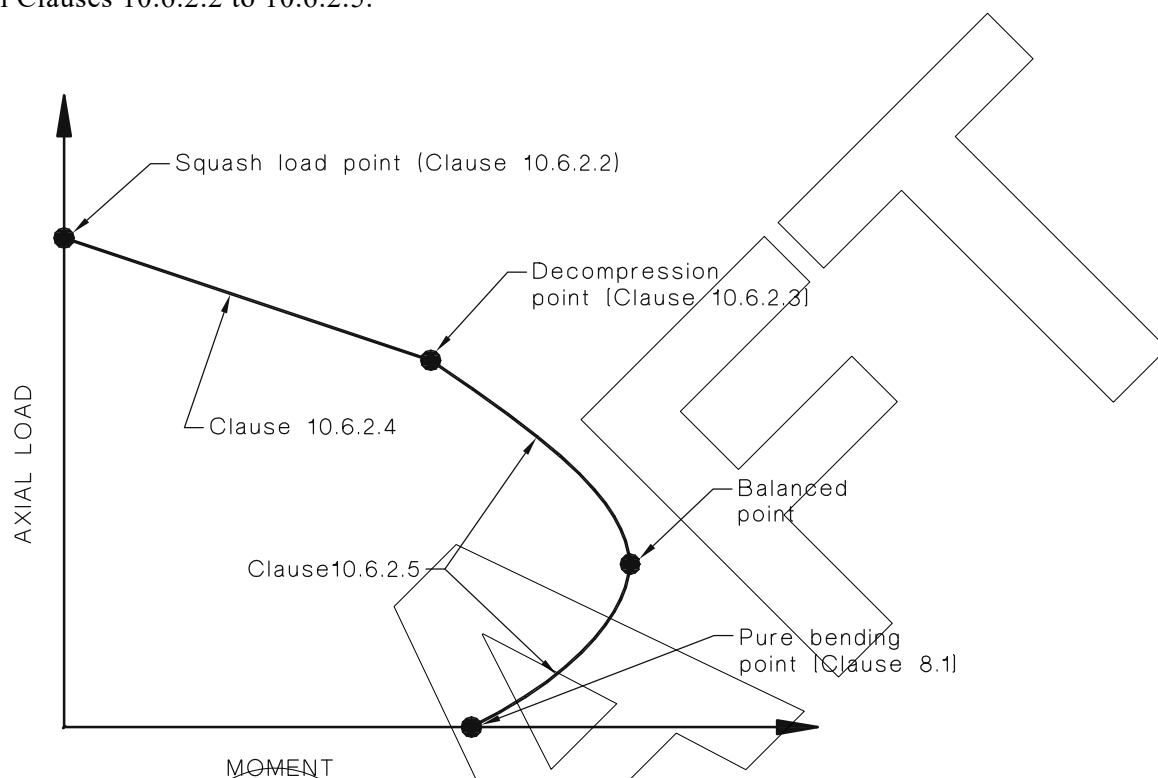 Clauses 10.6.2.2 to 10.6.2.5.
Squash load point (Clause 10.6.2.2)
Decompression
point (Clause 10.6.2.3)
Clause 10.6.2.4
AXIAL LOAD
Balanced
point
Clause10.6.2.5
Pure bending
point (Clause 8.1)
MOMENT